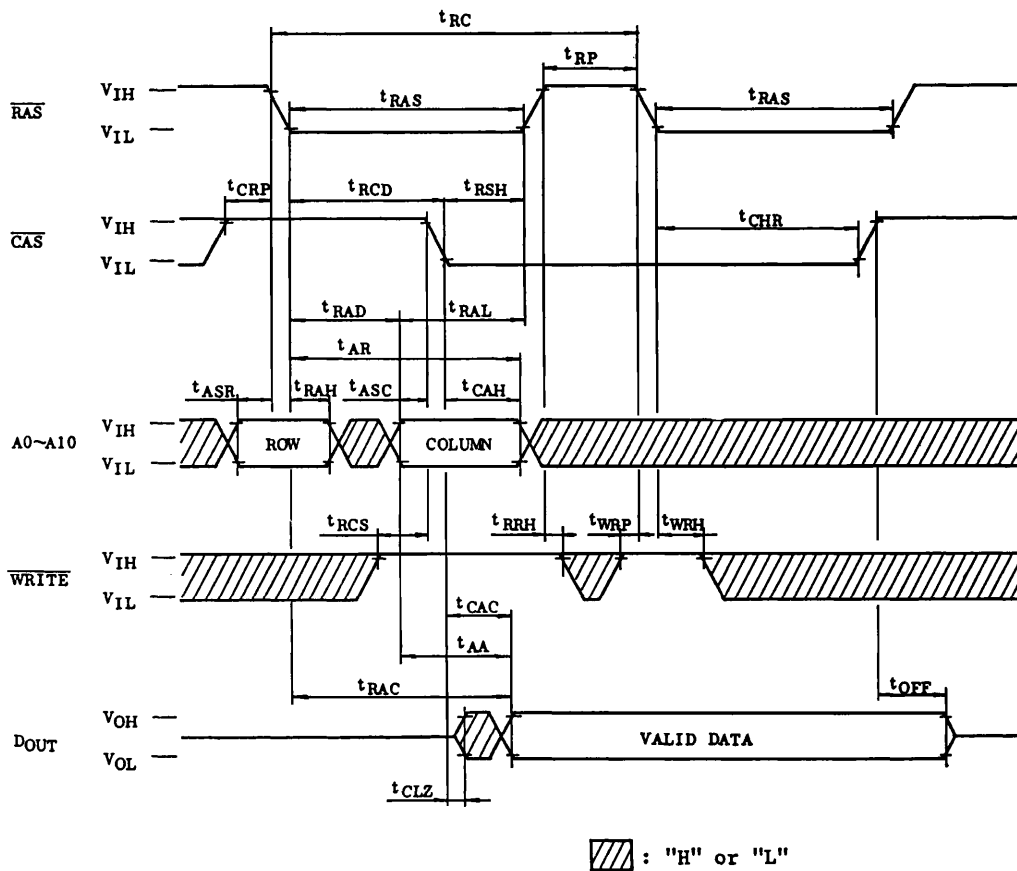 tRC
tRP
RAS
VIH
VIL
tRAS
tRAS
tCRP
tRCD
tRSH
CAS
VIH
VIL
tCHR
tRAD
tRAL
tAR
tASR
tRAH
tASC
tCAH
A0~A10
VIH
VIL
ROW
COLUMN
tRCS
tRRH
tWRP
tWRH
WRITE
VIH
VIL
tCAC
tAA
tRAC
tOFF
DOUT
VOH
VOL
VALID DATA
tCLZ
: "H" or "L"